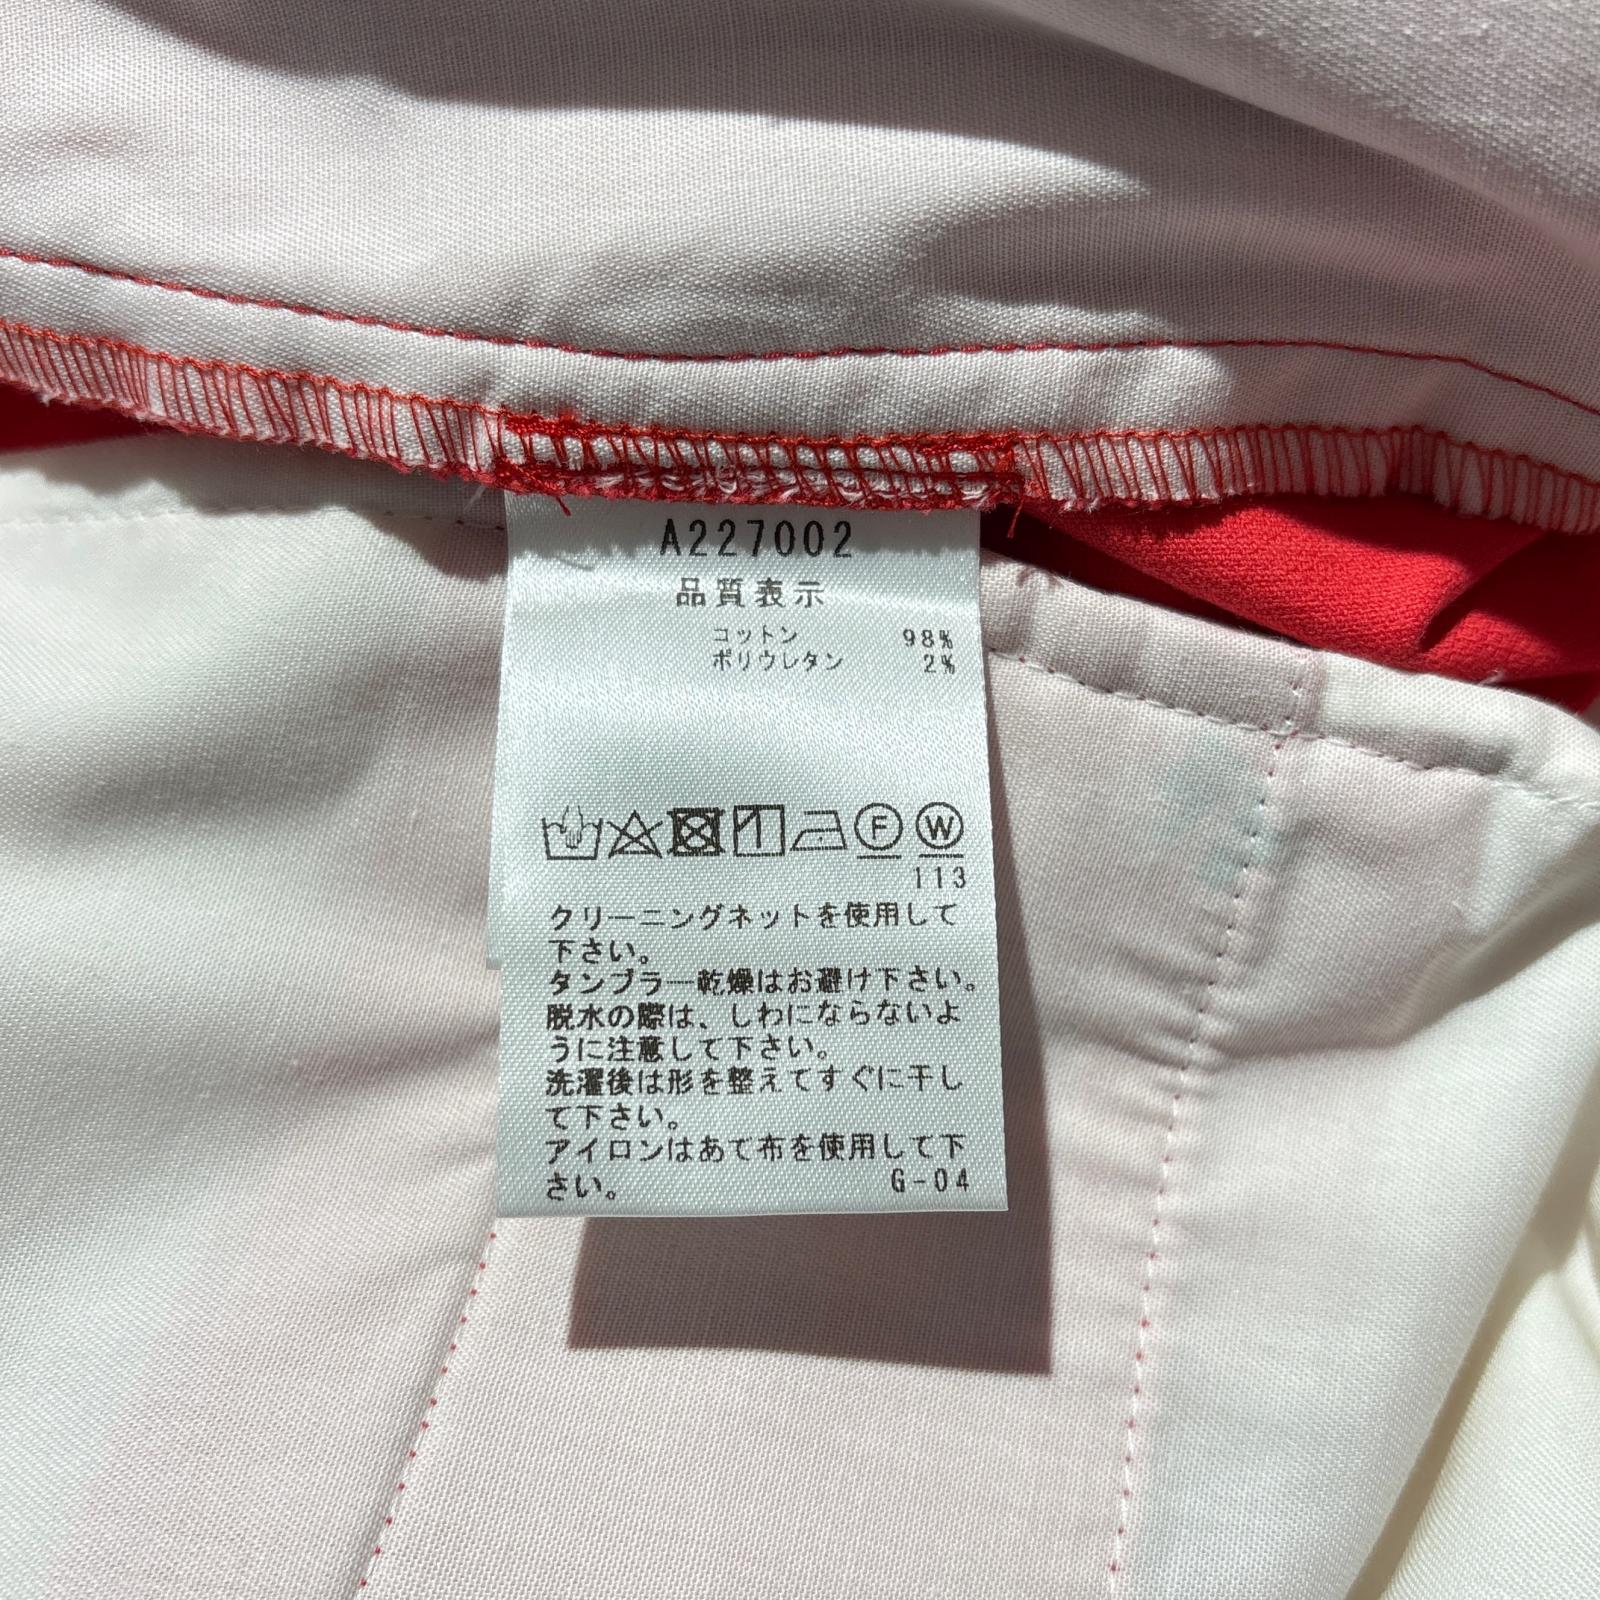 A227002
品質表示
コットン 98%
ポリウレタン 2%
F W
113
クリーニングネットを使用して
下さい。
タンブラー乾燥はお避け下さい。
脱水の際は、しわにならないよ
うに注意して下さい。
洗濯後は形を整えてすぐに干し
て下さい。
アイロンはあて布を使用して下
さい。 G-04